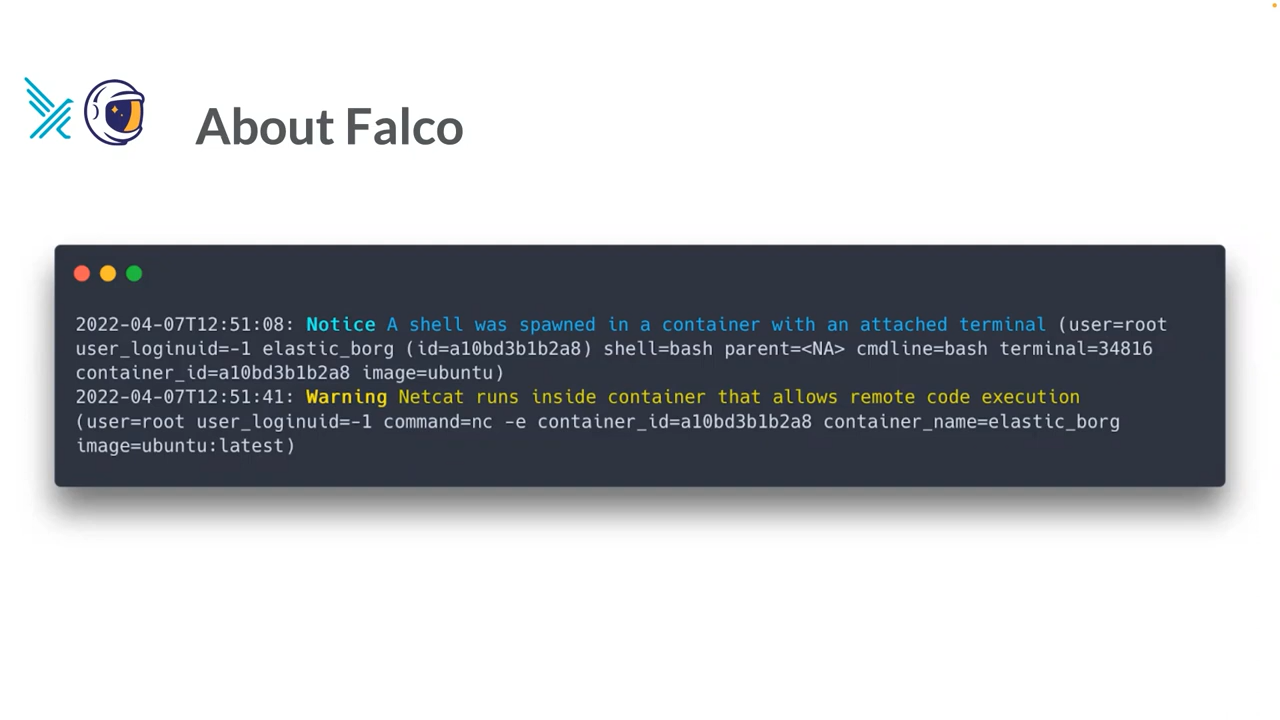 About Falco
2022-04-07T12:51:08: Notice A shell was spawned in a container with an attached terminal (user=root
user_loginuid=-1 elastic_borg (id=a10bd3b1b2a8) shell=bash parent=<NA> cmdline=bash terminal=34816
container_id=a10bd3b1b2a8 image=ubuntu)
2022-04-07T12:51:41: Warning Netcat runs inside container that allows remote code execution
(user=root user_loginuid=-1 command=nc -e container_id=a10bd3b1b2a8 container_name=elastic_borg
image=ubuntu:latest)